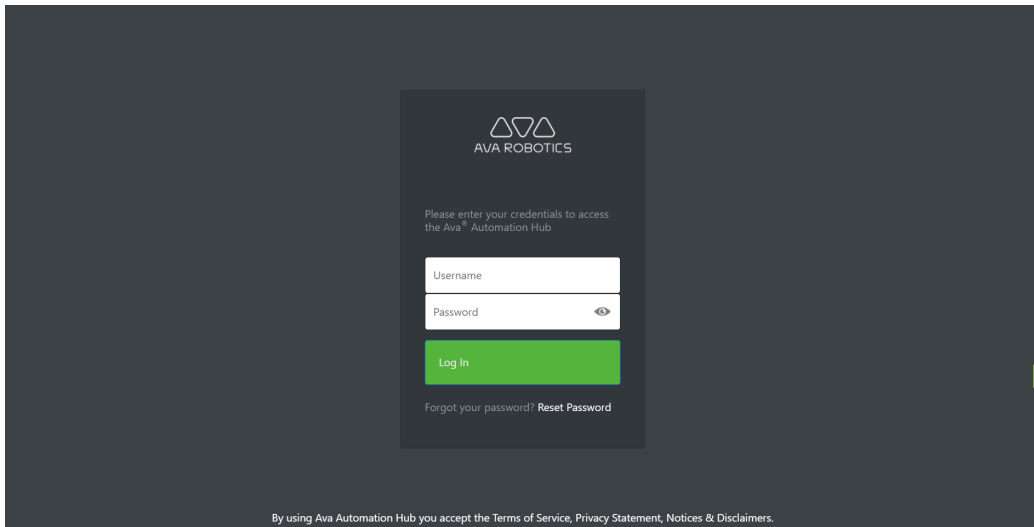 AVA ROBOTICS
Please enter your credentials to access
the Ava® Automation Hub
Username
Password
Log In
Forgot your password? Reset Password
By using Ava Automation Hub you accept the Terms of Service, Privacy Statement, Notices & Disclaimers.